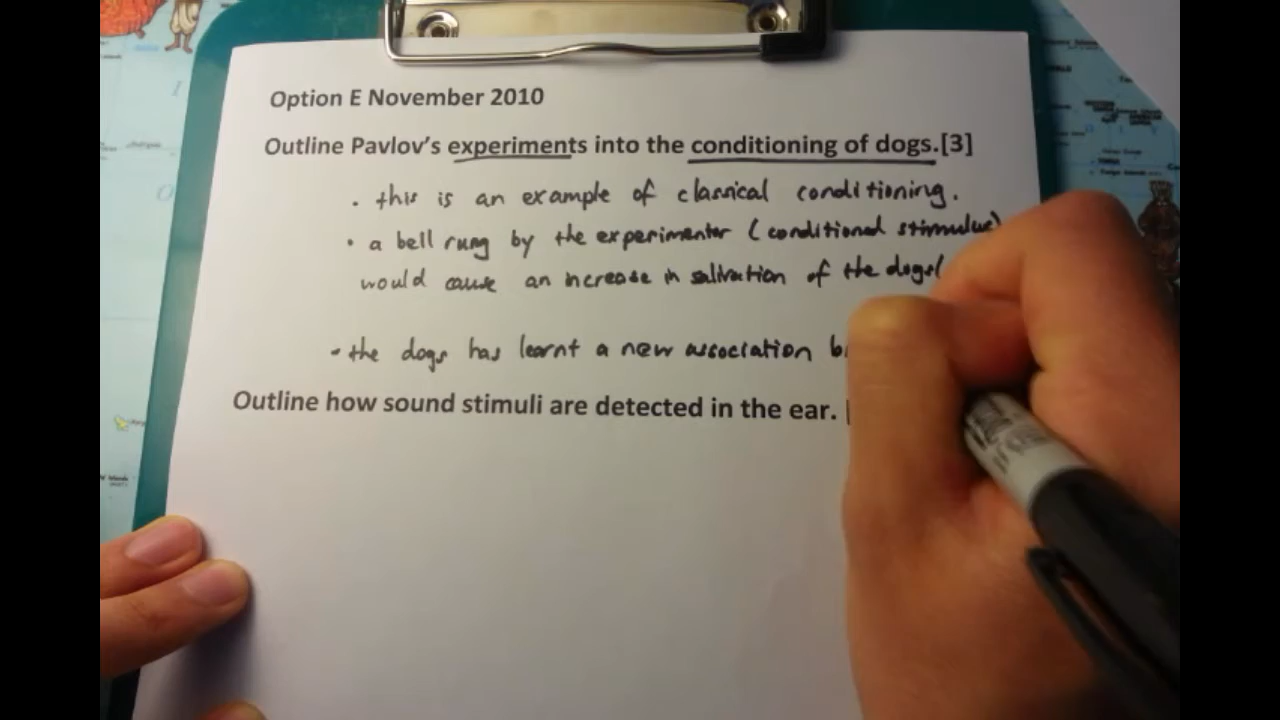 Option E November 2010
Outline Pavlov's experiments into the conditioning of dogs.[3]
• this is an example of classical conditioning.
• a bell rung by the experimenter (conditional stimulus)
would cause an increase in salivation of the dogs(
• the dogs has learnt a new association
Outline how sound stimuli are detected in the ear. [